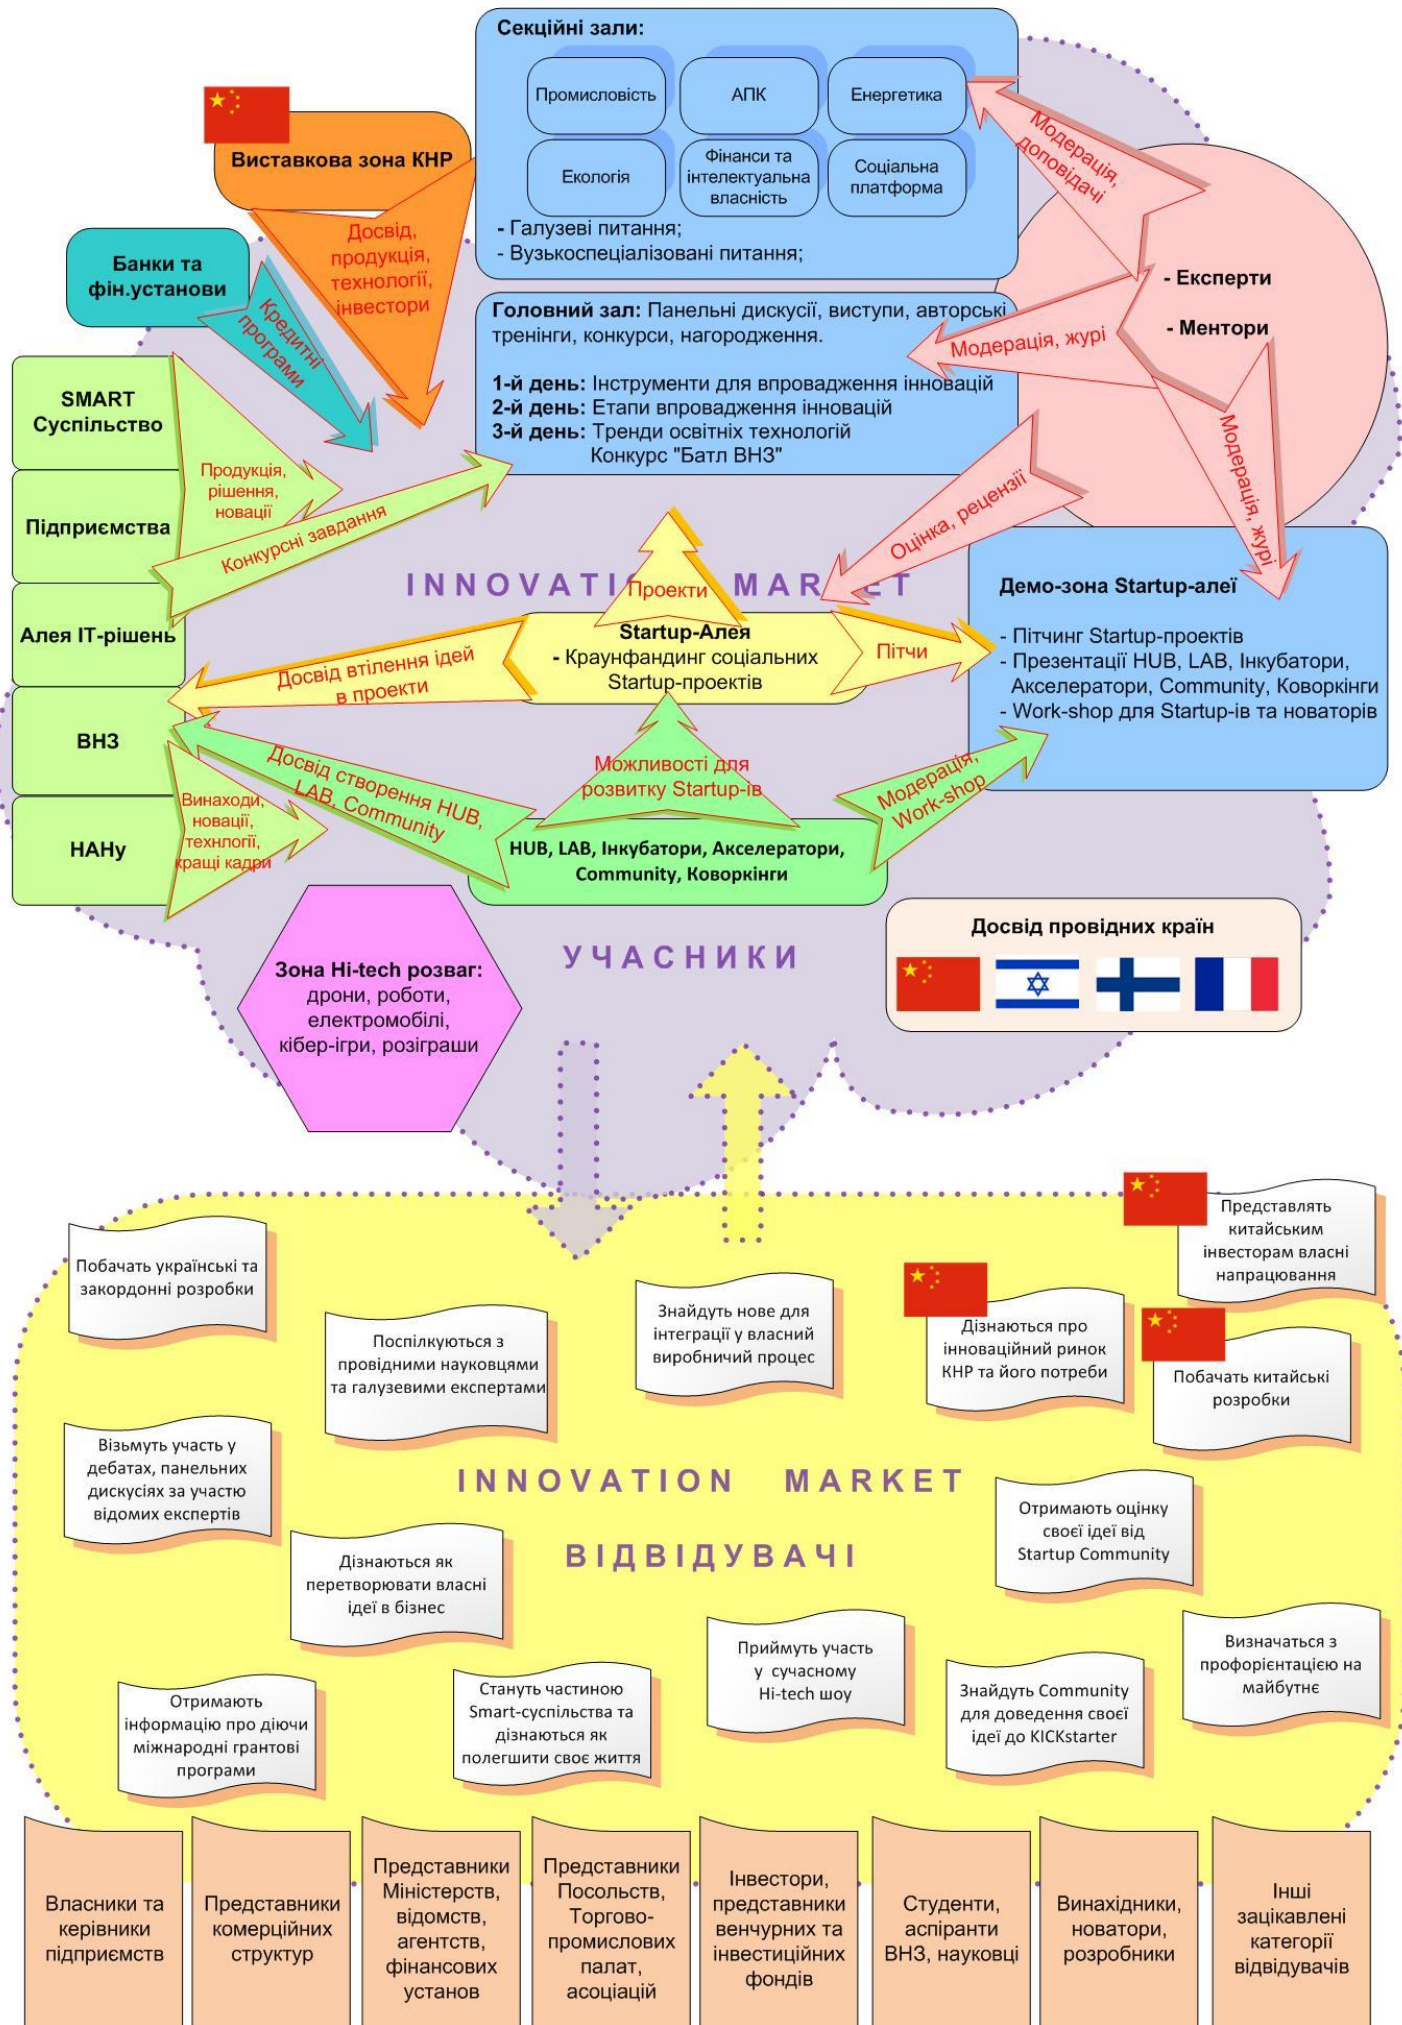 Секційні зали:
Промисловість
АПК
Енергетика
Екологія
Фінанси та
інтелектуальна
власність
Соціальна
платформа
- Галузеві питання;
- Вузькоспеціалізовані питання;
Виставкова зона КНР
Досвід,
продукція,
технології,
інвестори
Банки та
фін.установи
Кредитні
програми
Модерація,
доповідачі
- Експерти
- Ментори
Головний зал: Панельні дискусії, виступи, авторські
тренінги, конкурси, нагородження.
1-й день: Інструменти для впровадження інновацій
2-й день: Етапи впровадження інновацій
3-й день: Тренди освітніх технологій
Конкурс "Батл ВНЗ"
Модерація, журі
Модерація, журі
Оцінка, рецензії
SMART
Суспільство
Підприємства
Алея ІТ-рішень
ВНЗ
НАНу
Продукція,
рішення,
новації
Конкурсні завдання
INNOVATI MAR ET
Проекти
Startup-Алея
- Краунфандинг соціальних
Startup-проектів
Пітчи
Досвід втілення ідей
в проекти
Демо-зона Startup-алеї
- Пітчинг Startup-проектів
- Презентації HUB, LAB, Інкубатори,
Акселератори, Community, Коворкінги
- Work-shop для Startup-ів та новаторів
Досвід створення HUB,
LAB, Community
Можливості для
розвитку Startup-ів
Модерація,
Work-shop
Винаходи,
новації,
технлогії,
кращі кадри
HUB, LAB, Інкубатори, Акселератори,
Community, Коворкінги
УЧАСНИКИ
Зона Hi-tech розваг:
дрони, роботи,
електромобілі,
кібер-ігри, розіграши
Досвід провідних країн
Побачать українські та
закордонні розробки
Поспілкуються з
провідними науковцями
та галузевими експертами
Знайдуть нове для
інтеграції у власний
виробничий процес
Дізнаються про
інноваційний ринок
КНР та його потреби
Представлять
китайським
інвесторам власні
напрацювання
Побачать китайські
розробки
Візьмуть участь у
дебатах, панельних
дискусіях за участю
відомих експертів
INNOVATION MARKET
ВІДВІДУВАЧІ
Дізнаються як
перетворювати власні
ідеї в бізнес
Отримають оцінку
своєї ідеї від
Startup Community
Приймуть участь
у сучасному
Hi-tech шоу
Визначаться з
профорієнтацією на
майбутнє
Отримають
інформацію про діючи
міжнародні грантові
програми
Стануть частиною
Smart-суспільства та
дізнаються як
полегшити своє життя
Знайдуть Community
для доведення своєї
ідеї до KICKstarter
Власники та
керівники
підприємств
Представники
комерційних
структур
Представники
Міністерств,
відомств,
агентств,
фінансових
установ
Представники
Посольств,
Торгово-
промислових
палат,
асоціацій
Інвестори,
представники
венчурних та
інвестиційних
фондів
Студенти,
аспіранти
ВНЗ, науковці
Винахідники,
новатори,
розробники
Інші
зацікавлені
категорії
відвідувачів